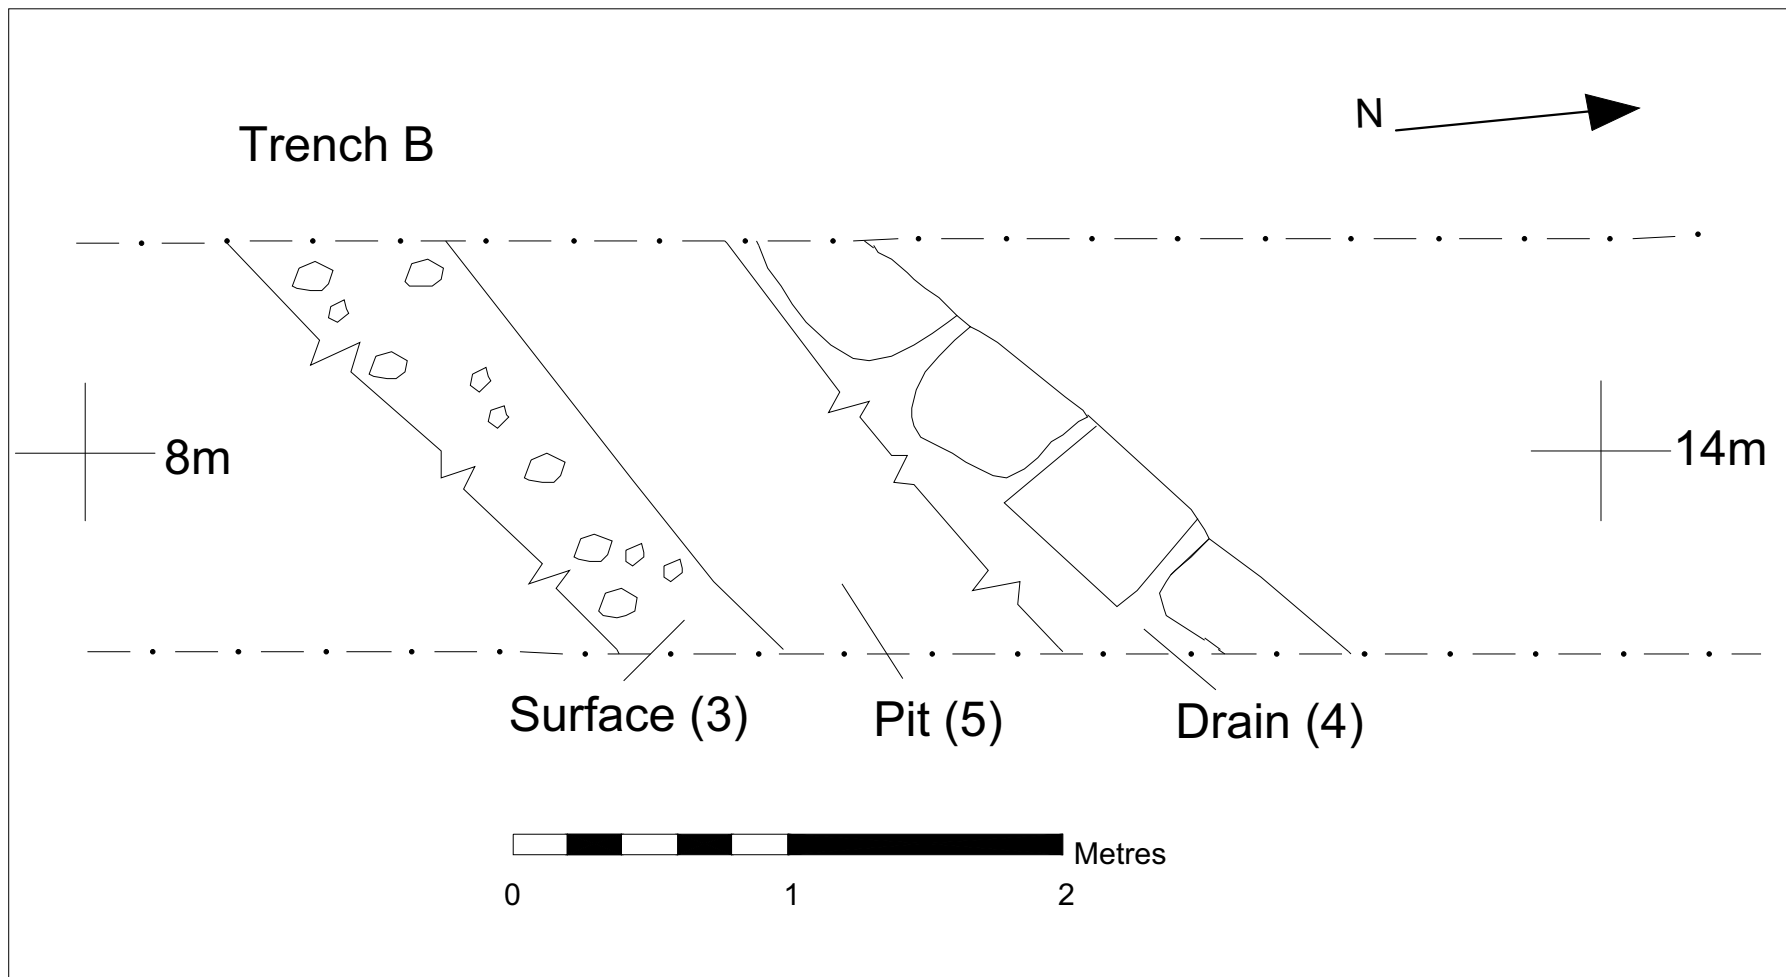 Trench B
N
8m
14m
Surface (3)
Pit (5)
Drain (4)
Metres
0 1 2